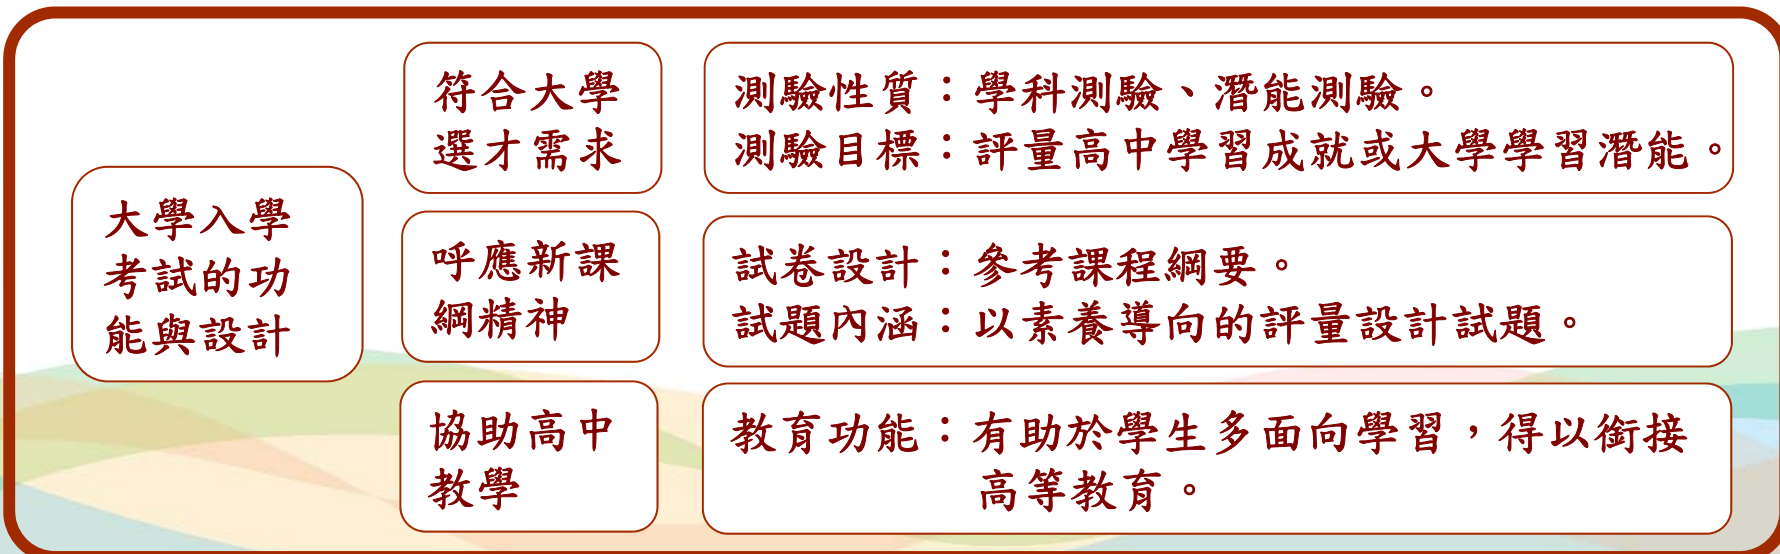 大學入學
考試的功
能與設計
符合大學
選才需求
測驗性質：學科測驗、潛能測驗。
測驗目標：評量高中學習成就或大學學習潛能。
呼應新課
綱精神
試卷設計：參考課程綱要。
試題內涵：以素養導向的評量設計試題。
協助高中
教學
教育功能：有助於學生多面向學習，得以銜接
高等教育。